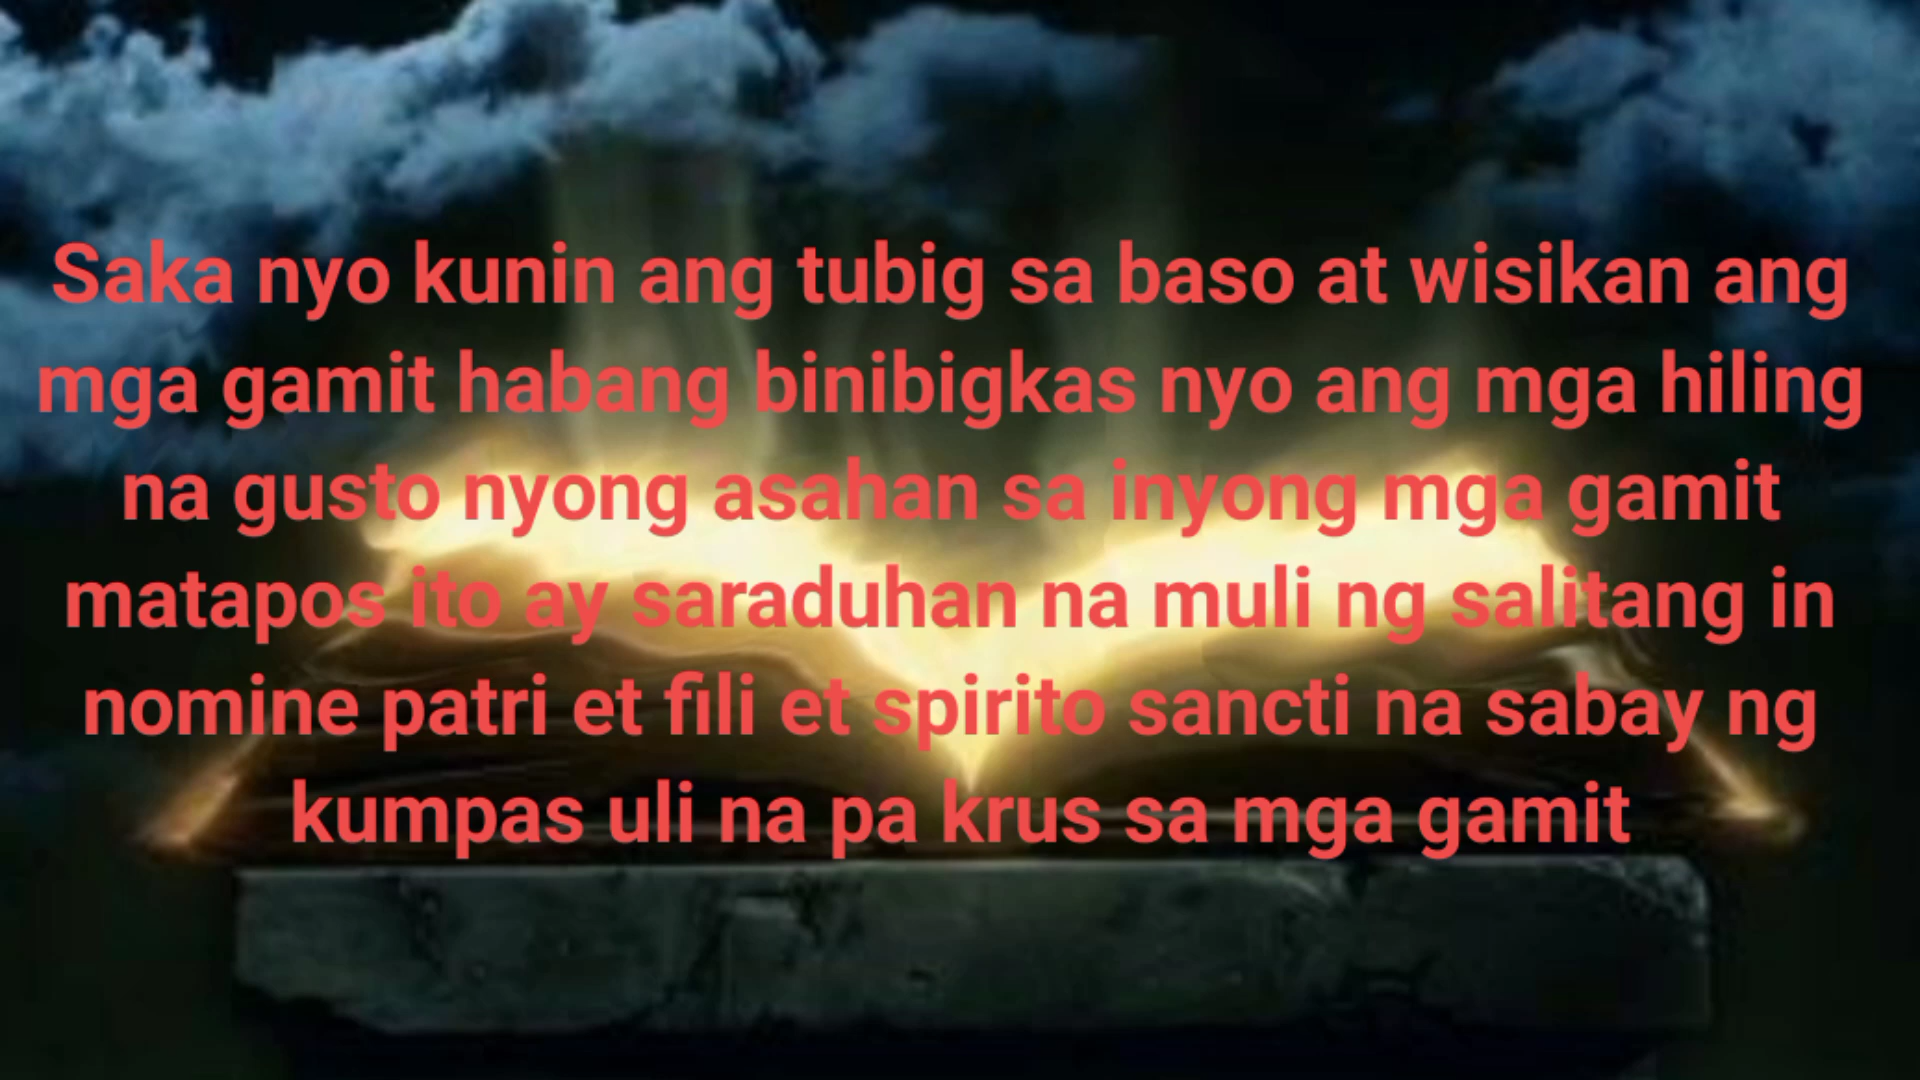 Saka nyo kunin ang tubig sa baso at wisikan ang
mga gamit habang binibigkas nyo ang mga hiling
na gusto nyong asahan sa inyong mga gamit
matapos ito ay saraduhan na muli ng salitang in
nomine patri et fili et spirito sancti na sabay ng
kumpas uli na pa krus sa mga gamit